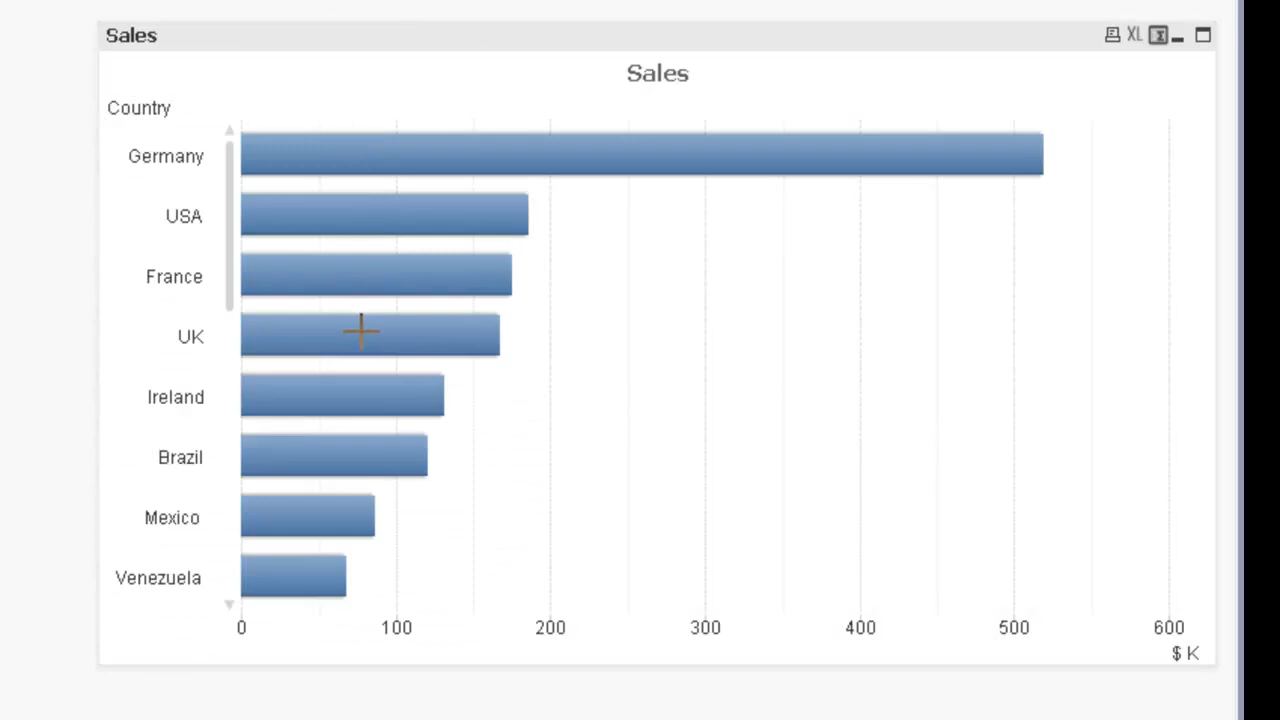 Sales
XL
Sales
Country
Germany
USA
France
UK
Ireland
Brazil
Mexico
Venezuela
0 100 200 300 400 500 600
$ K